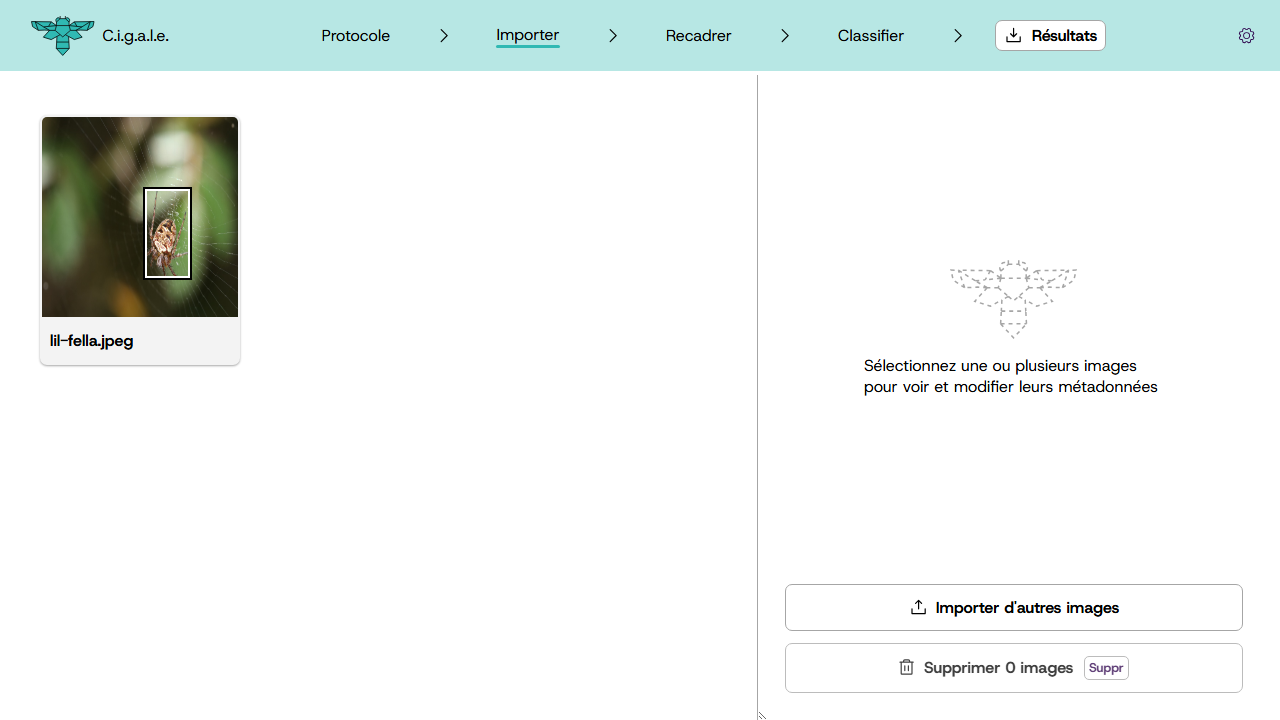 C.i.g.a.l.e.
Protocole
Importer
Recadrer
Classifier
Résultats
lil-fella.jpeg
Sélectionnez une ou plusieurs images
pour voir et modifier leurs métadonnées
Importer d'autres images
Supprimer 0 images Suppr